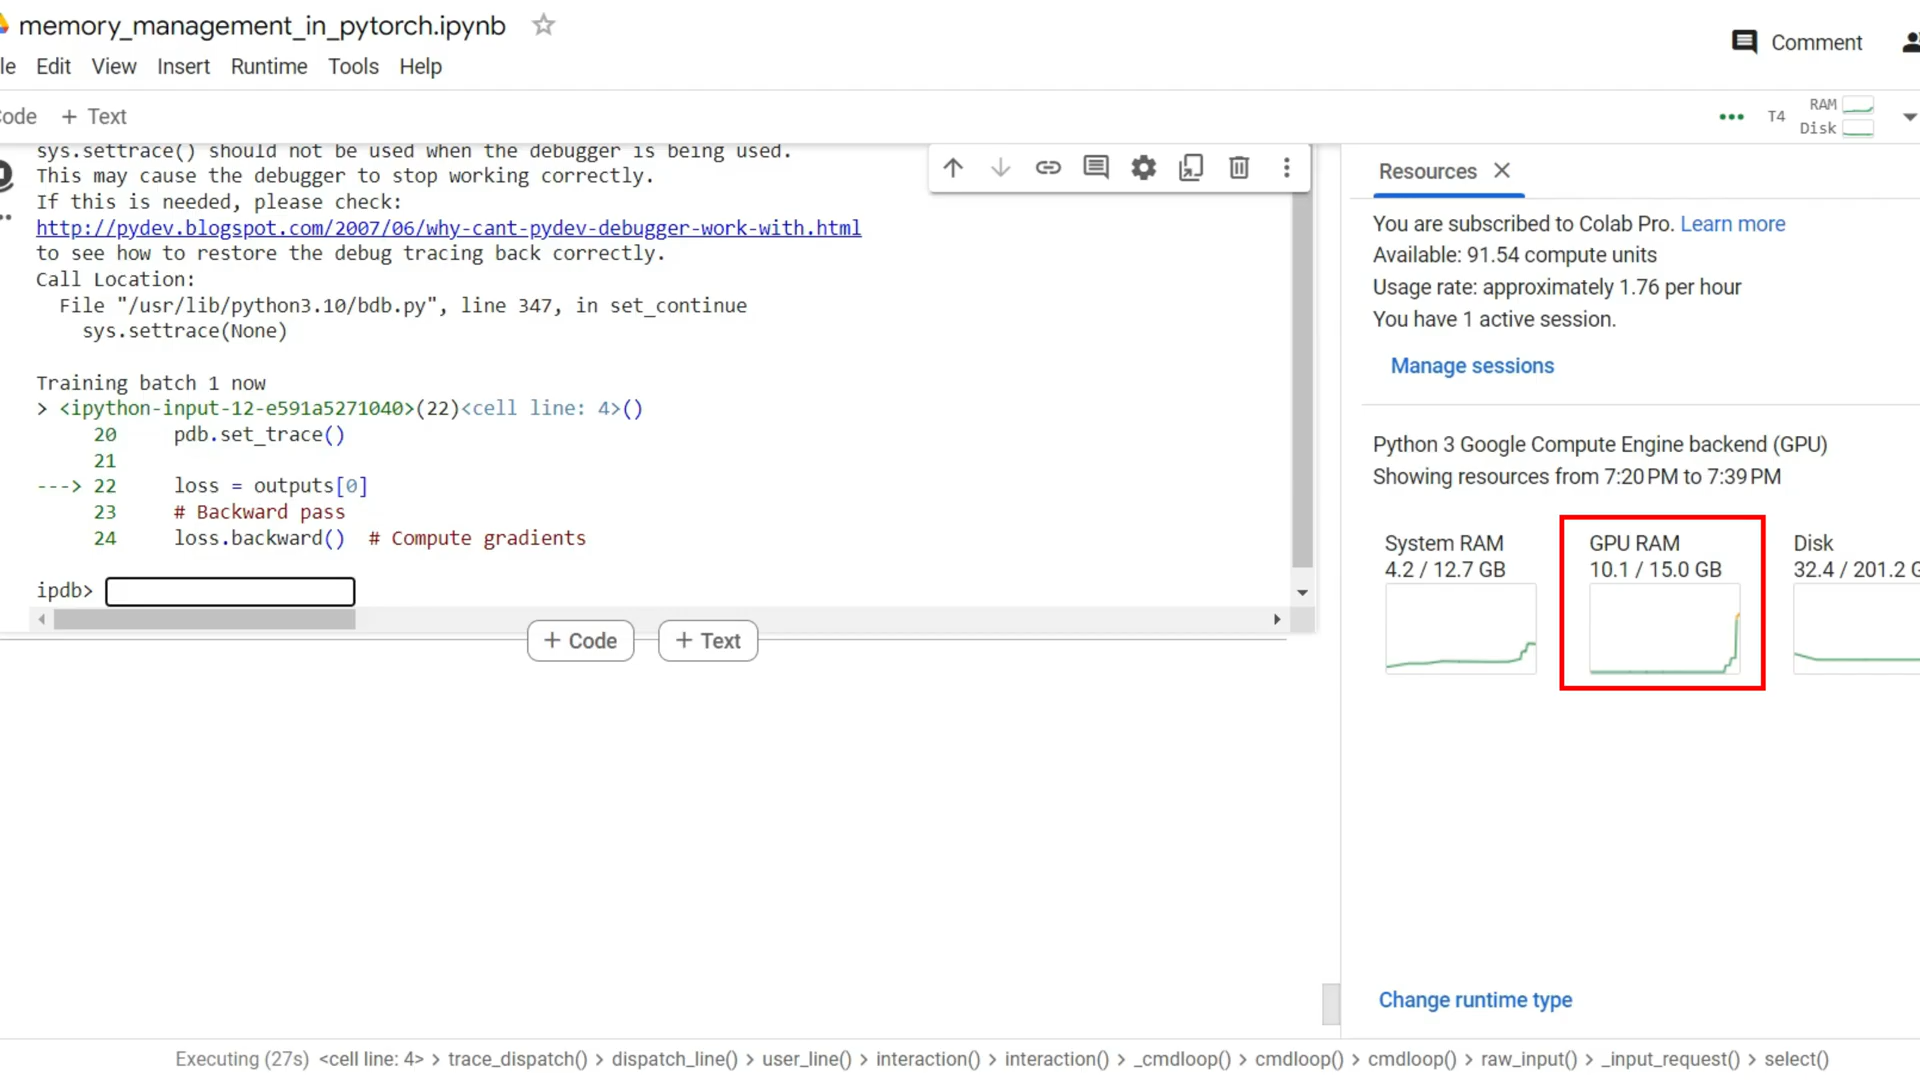 memory_management_in_pytorch.ipynb
le Edit View Insert Runtime Tools Help
Comment
ode + Text
T4 RAM
Disk
sys.settrace() should not be used when the debugger is being used.
This may cause the debugger to stop working correctly.
If this is needed, please check:
http://pydev.blogspot.com/2007/06/why-cant-pydev-debugger-work-with.html
to see how to restore the debug tracing back correctly.
Call Location:
File "/usr/lib/python3.10/bdb.py", line 347, in set_continue
sys.settrace(None)
Training batch 1 now
> <ipython-input-12-e591a5271040>(22)<cell line: 4>()
20 pdb.set_trace()
21
---> 22 loss = outputs[0]
23 # Backward pass
24 loss.backward() # Compute gradients
ipdb>
+ Code + Text
Resources
You are subscribed to Colab Pro. Learn more
Available: 91.54 compute units
Usage rate: approximately 1.76 per hour
You have 1 active session.
Manage sessions
Python 3 Google Compute Engine backend (GPU)
Showing resources from 7:20 PM to 7:39 PM
System RAM
4.2 / 12.7 GB
GPU RAM
10.1 / 15.0 GB
Disk
32.4 / 201.2 G
Change runtime type
Executing (27s) <cell line: 4> > trace_dispatch() > dispatch_line() > user_line() > interaction() > interaction() > _cmdloop() > cmdloop() > cmdloop() > raw_input() > _input_request() > select()